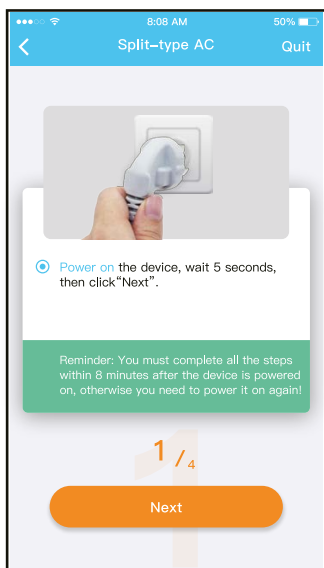 8:08 AM
50%
Split-type AC
Quit
Power on the device, wait 5 seconds,
then click“Next”.
Reminder: You must complete all the steps
within 8 minutes after the device is powered
on, otherwise you need to power it on again!
1/4
Next